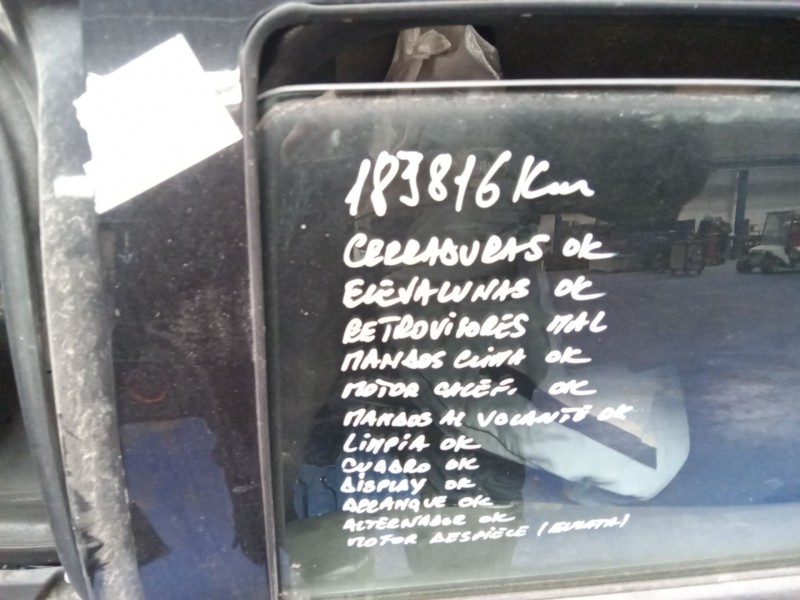 183816 Km
CERRADURAS OK
ELEVALUNAS OK
RETROVISORES MAL
MANDOS CLIMA OK
MOTOR CALEF. OK
MANDOS AL VOLANTE OK
LIMPIA OK
CUADRO OK
DISPLAY OK
ARRANQUE OK
ALTERNADOR OK
MOTOR DESPIECE